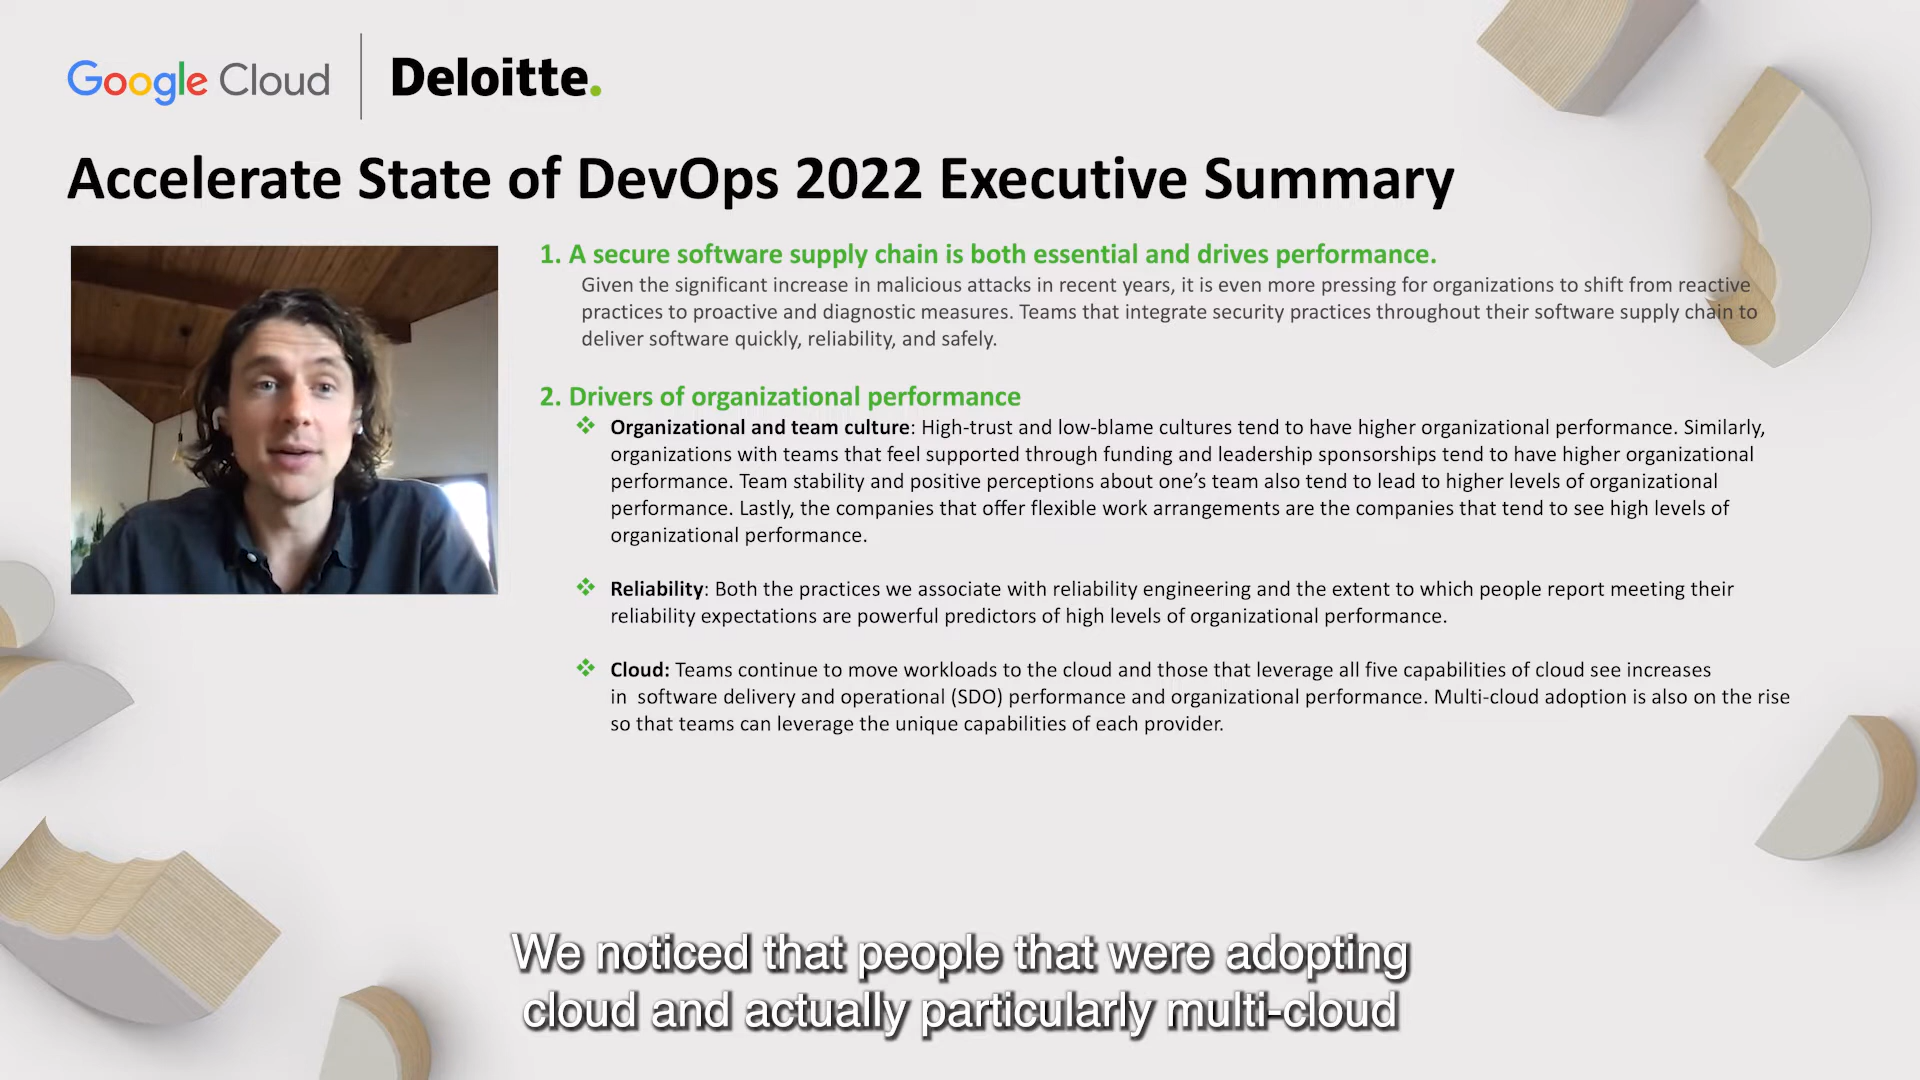 Google Cloud | Deloitte.
Accelerate State of DevOps 2022 Executive Summary
1. A secure software supply chain is both essential and drives performance.
Given the significant increase in malicious attacks in recent years, it is even more pressing for organizations to shift from reactive
practices to proactive and diagnostic measures. Teams that integrate security practices throughout their software supply chain to
deliver software quickly, reliability, and safely.
2. Drivers of organizational performance
❖ Organizational and team culture: High-trust and low-blame cultures tend to have higher organizational performance. Similarly,
organizations with teams that feel supported through funding and leadership sponsorships tend to have higher organizational
performance. Team stability and positive perceptions about one’s team also tend to lead to higher levels of organizational
performance. Lastly, the companies that offer flexible work arrangements are the companies that tend to see high levels of
organizational performance.
❖ Reliability: Both the practices we associate with reliability engineering and the extent to which people report meeting their
reliability expectations are powerful predictors of high levels of organizational performance.
❖ Cloud: Teams continue to move workloads to the cloud and those that leverage all five capabilities of cloud see increases
in  software delivery and operational (SDO) performance and organizational performance. Multi-cloud adoption is also on the rise
so that teams can leverage the unique capabilities of each provider.
We noticed that people that were adopting
cloud and actually particularly multi-cloud